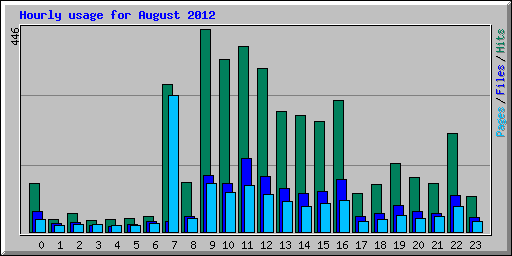 Hourly usage for August 2012
446
Pages / Files / Hits
0 1 2 3 4 5 6 7 8 9 10 11 12 13 14 15 16 17 18 19 20 21 22 23